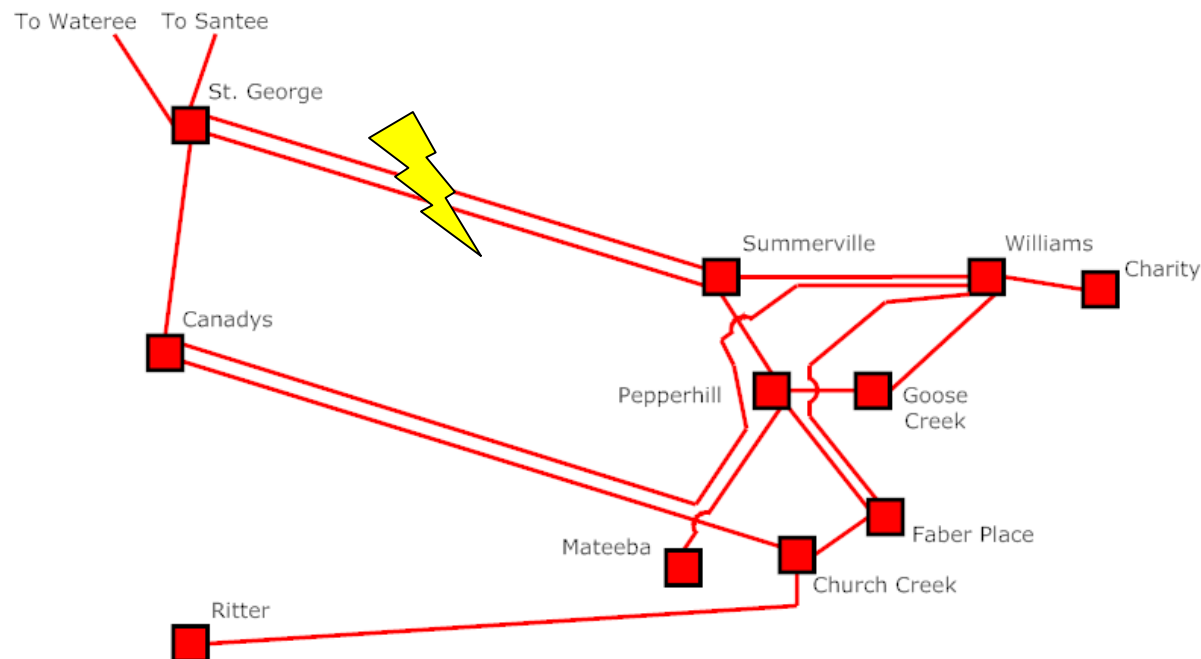 To Wateree
To Santee
St. George
Summerville
Williams
Charity
Canadys
Pepperhill
Goose
Creek
Mateeba
Faber Place
Church Creek
Ritter